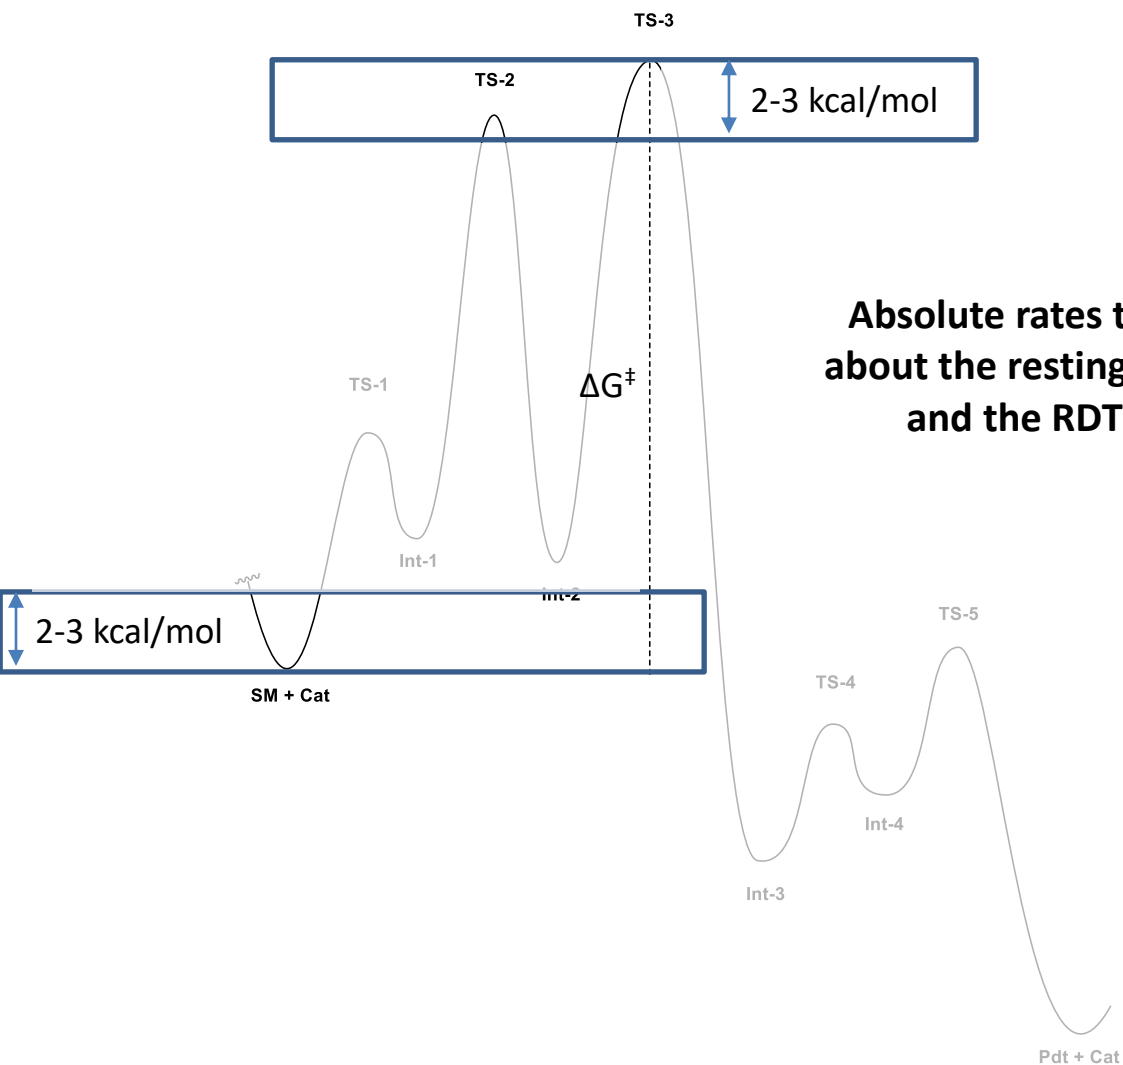 TS-3
TS-2
2-3 kcal/mol
Absolute rates t
about the resting
and the RDT
TS-1
ΔG‡
Int-1
Int-2
2-3 kcal/mol
TS-5
TS-4
SM + Cat
Int-4
Int-3
Pdt + Cat